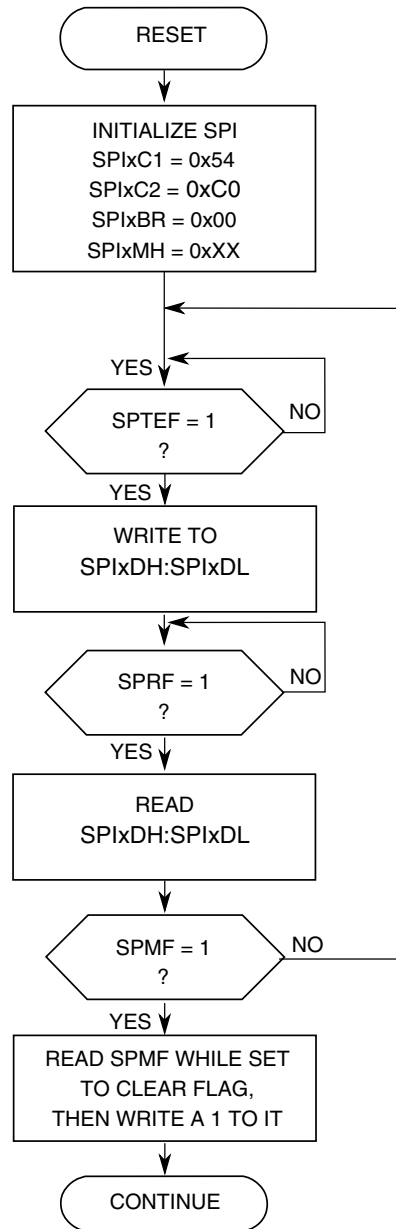 RESET
INITIALIZE SPI
SPIxC1 = 0x54
SPIxC2 = 0xC0
SPIxBR = 0x00
SPIxMH = 0xXX
YES
SPTEF = 1
?
NO
YES
WRITE TO
SPIxDH:SPIxDL
SPRF = 1
?
NO
YES
READ
SPIxDH:SPIxDL
SPMF = 1
?
NO
YES
READ SPMF WHILE SET
TO CLEAR FLAG,
THEN WRITE A 1 TO IT
CONTINUE